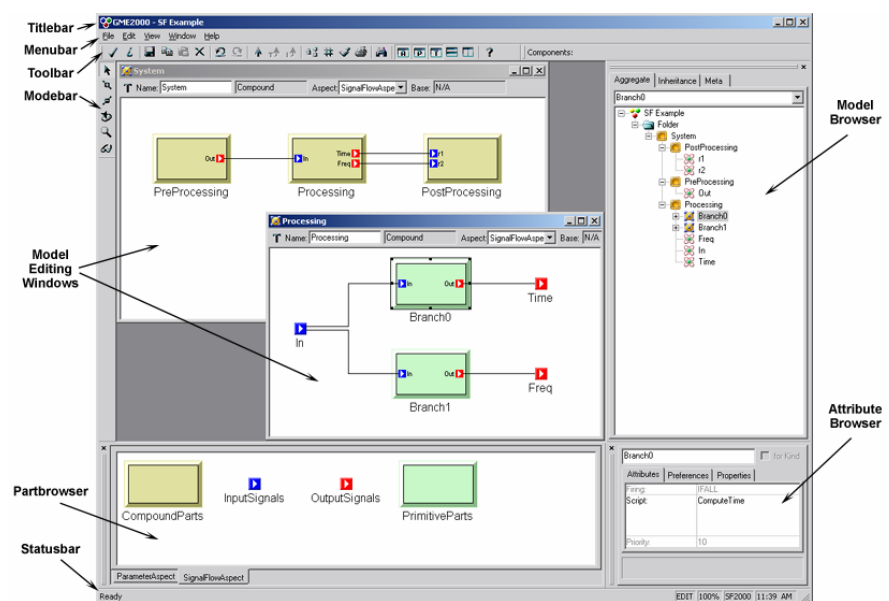 Titlebar
GME2000 - SF Example
Menubar
File Edit View Window Help
Toolbar
Components:
Modebar
System
Name: System Compound Aspect: SignalFlowAspe Base: N/A
Out
In
Time
Freq
r1
r2
PreProcessing
Processing
PostProcessing
Model
Editing
Windows
Processing
Name: Processing Compound Aspect: SignalFlowAspe Base: N/A
In
In
Out
Branch0
Time
In
Out
Branch1
Freq
Aggregate Inheritance Meta
Branch0
SF Example
Folder
System
PostProcessing
r1
r2
PreProcessing
Out
Processing
Branch0
Branch1
Freq
In
Time
Model
Browser
Attribute
Browser
Branch0
for Kind
Attributes Preferences Properties
Firing: IFALL
Script: ComputeTime
Priority: 10
Partbrowser
CompoundParts
InputSignals
OutputSignals
PrimitiveParts
ParameterAspect SignalFlowAspect
Statusbar
Ready
EDIT 100% SF2000 11:39 AM